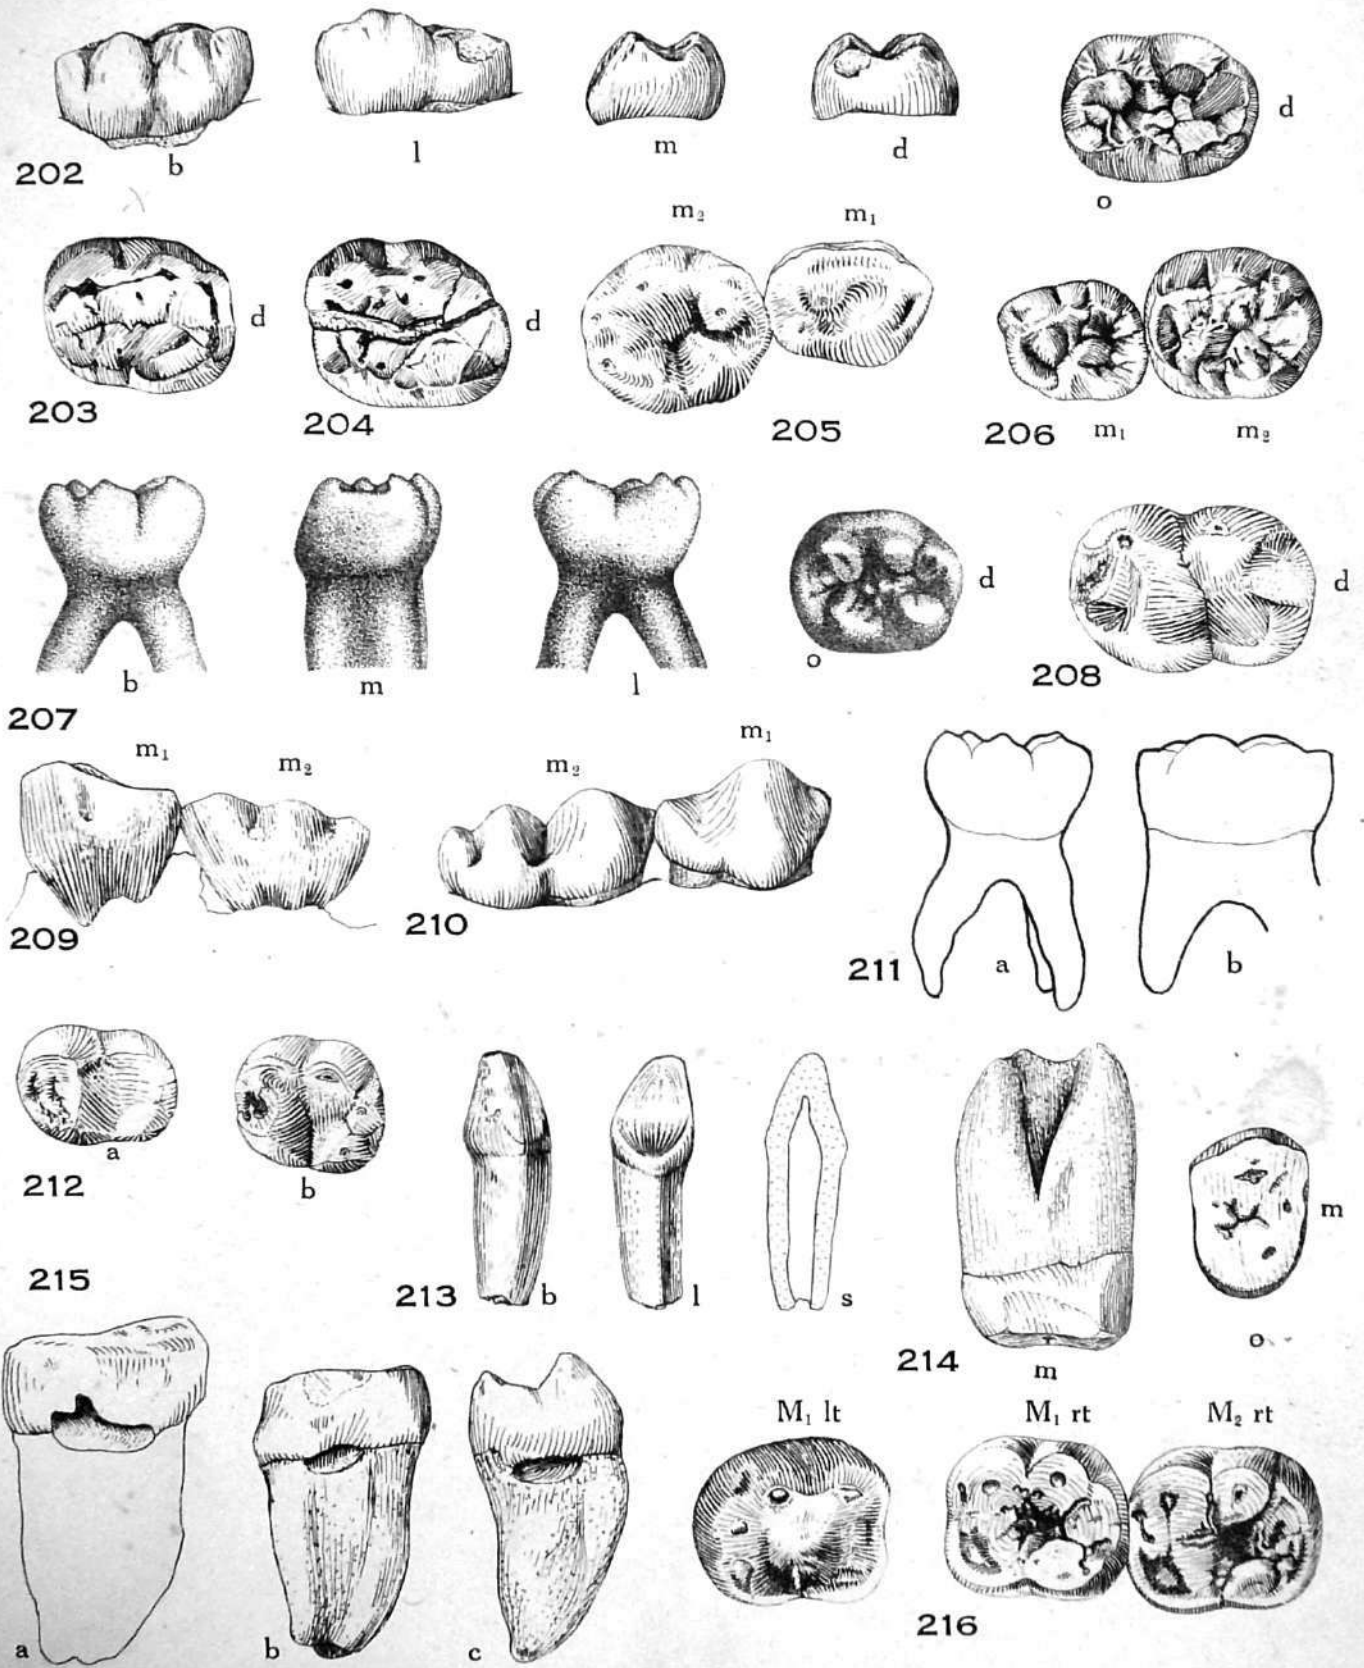 202 b l m d o d
m₂ m₁
203 d 204 d 205 206 m₁ m₂
207 b m l o d 208 d
m₁ m₂ m₂ m₁
209 210 211 a b
212 a b 213 b l s 214 m o m
215 a b c
M₁ lt M₁ rt M₂ rt
216